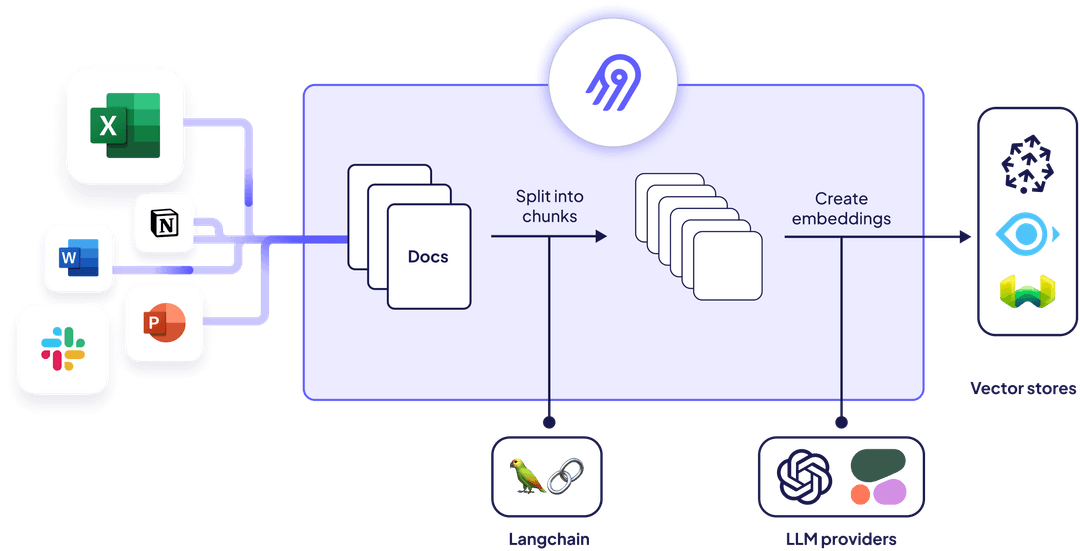 X
N
W
P
Docs
Split into
chunks
Create
embeddings
Vector stores
Langchain
LLM providers